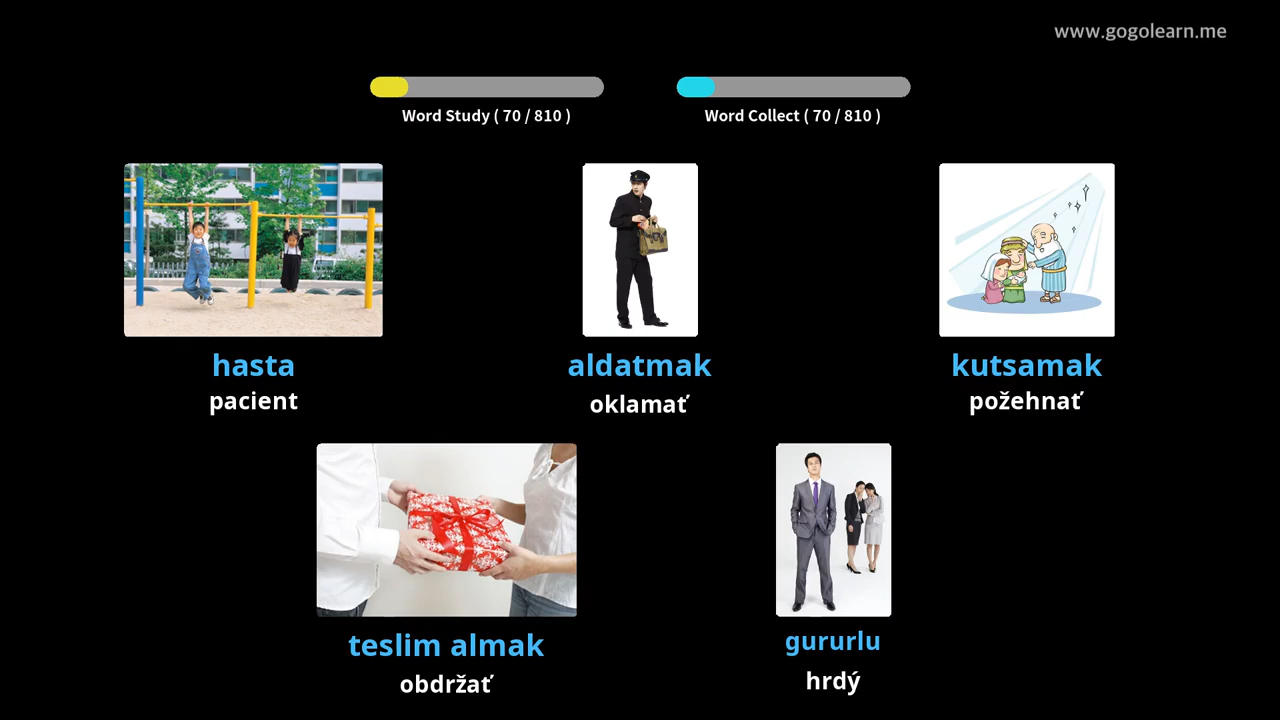 www.gogolearn.me
Word Study ( 70 / 810 )
Word Collect ( 70 / 810 )
hasta
pacient
aldatmak
oklamať
kutsamak
požehnať
teslim almak
obdržať
gururlu
hrdý